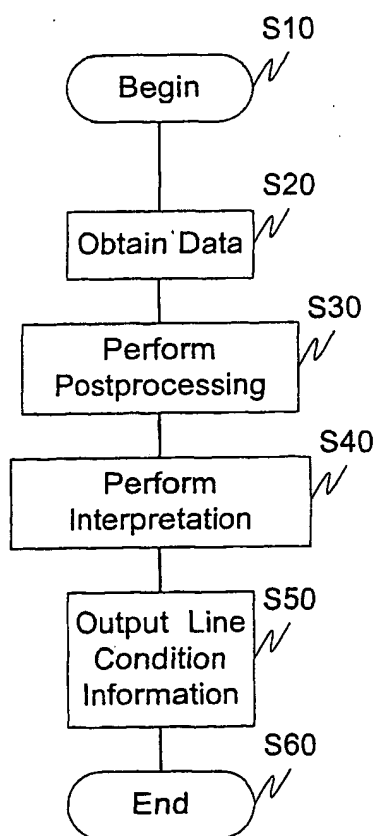 S10
Begin
S20
Obtain Data
S30
Perform
Postprocessing
S40
Perform
Interpretation
S50
Output Line
Condition
Information
S60
End